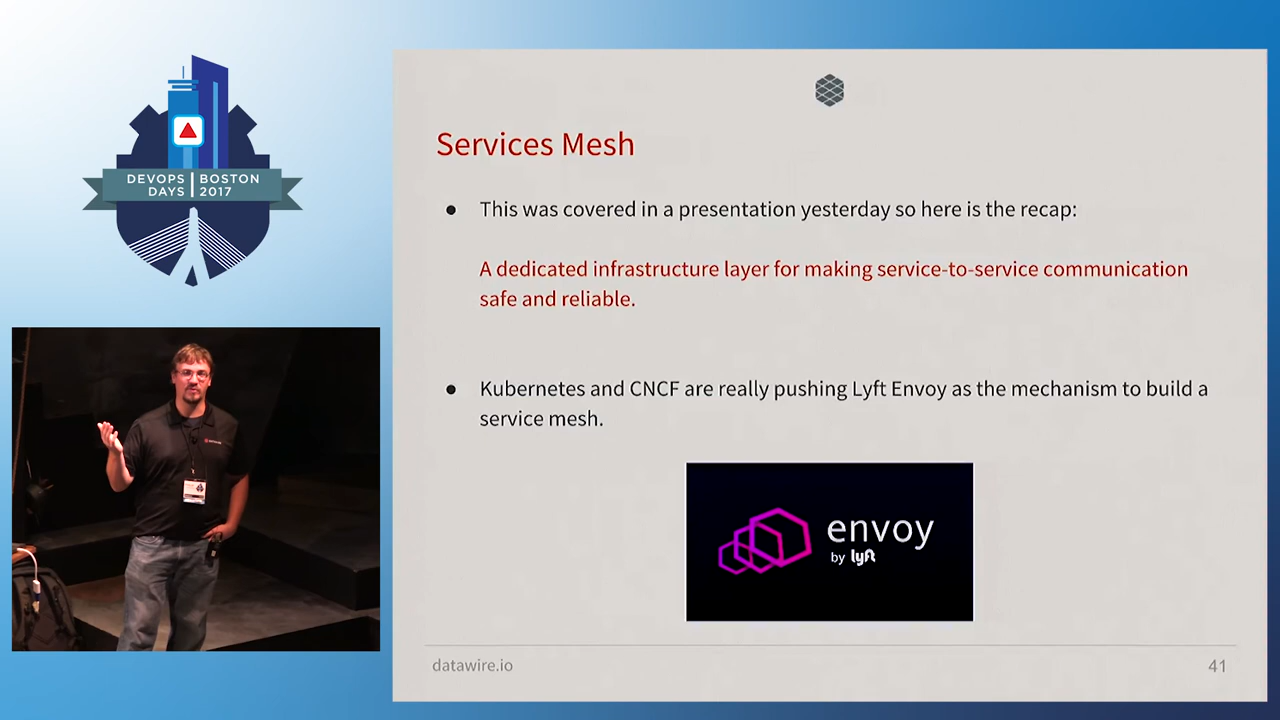 DEVOPS DAYS | BOSTON 2017
Services Mesh
● This was covered in a presentation yesterday so here is the recap:
A dedicated infrastructure layer for making service-to-service communication
safe and reliable.
● Kubernetes and CNCF are really pushing Lyft Envoy as the mechanism to build a
service mesh.
envoy
by lyft
datawire.io
41